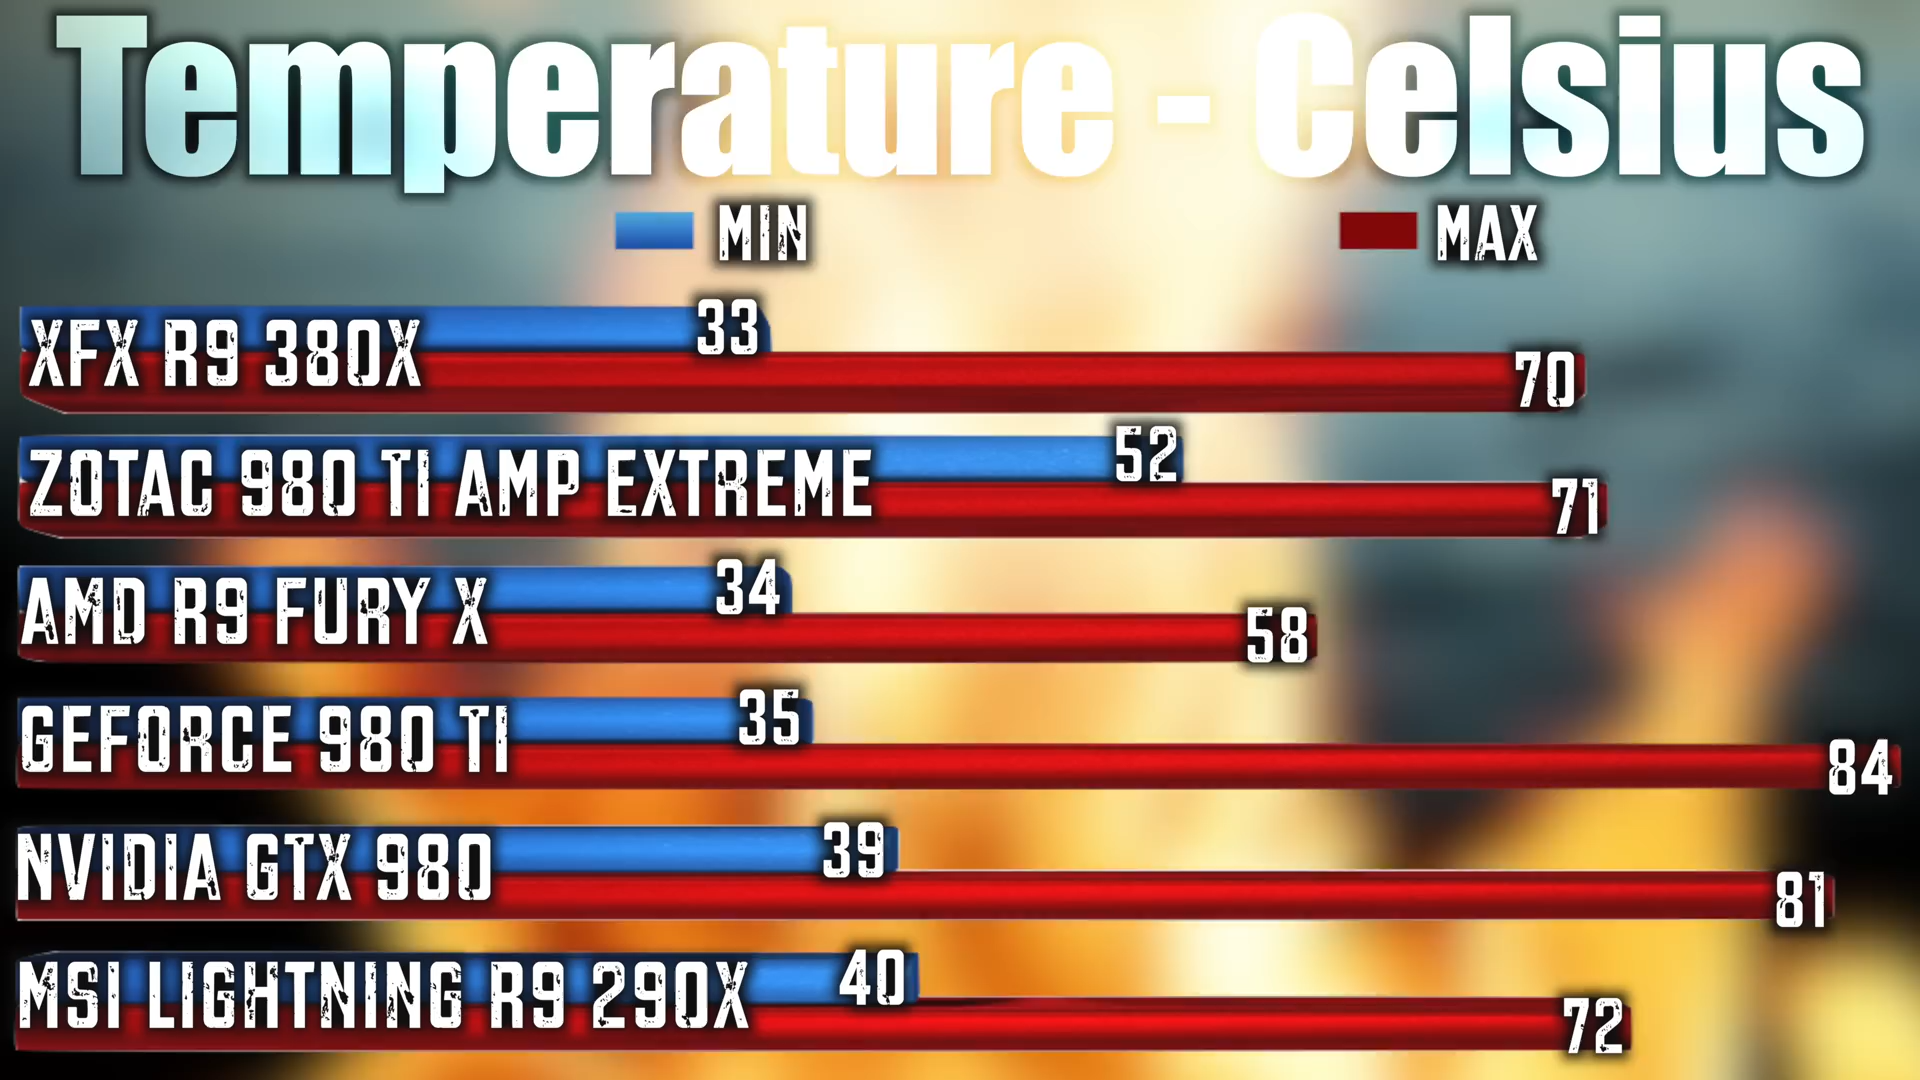 Temperature - Celsius
MIN MAX
XFX R9 380X 33
70
ZOTAC 980 TI AMP EXTREME 52
71
AMD R9 FURY X 34
58
GEFORCE 980 TI 35
84
NVIDIA GTX 980 39
81
MSI LIGHTNING R9 290X 40
72